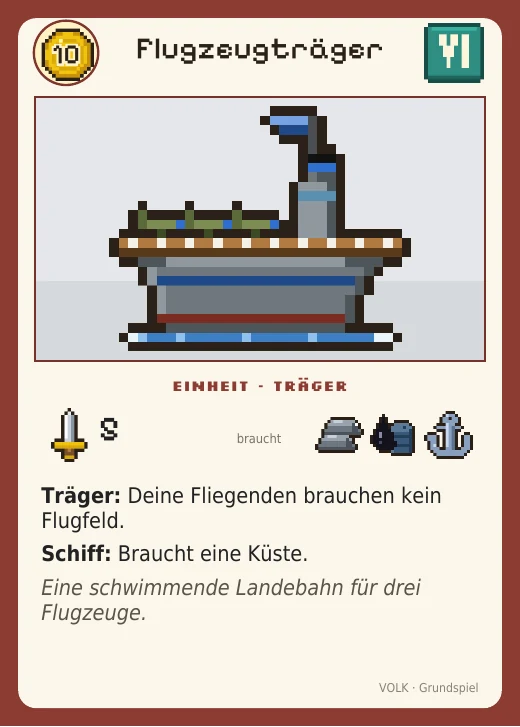 10 Flugzeugträger VI
EINHEIT - TRÄGER
8 braucht
Träger: Deine Fliegenden brauchen kein
Flugfeld.
Schiff: Braucht eine Küste.
Eine schwimmende Landebahn für drei
Flugzeuge.
VOLK · Grundspiel